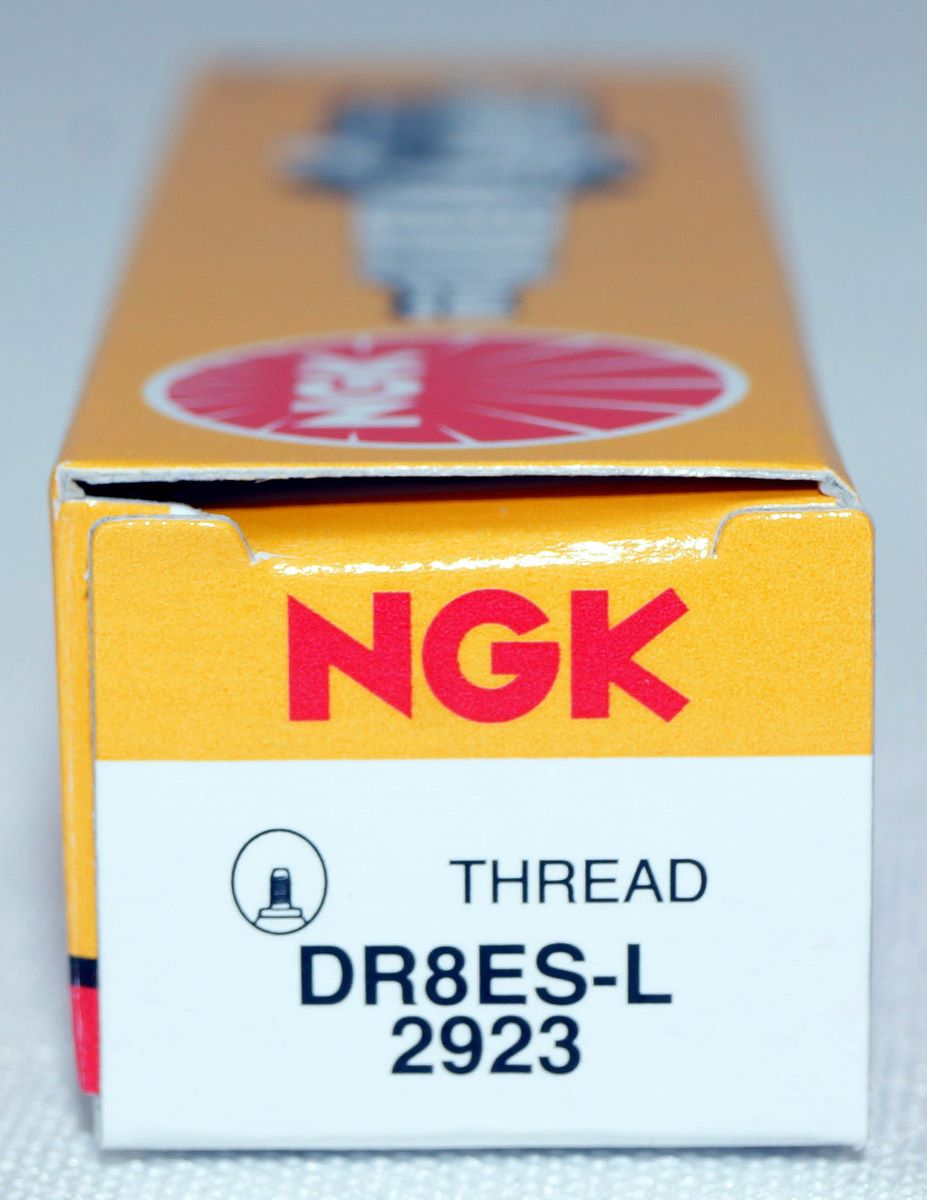 NGK
NGK
THREAD
DR8ES-L
2923